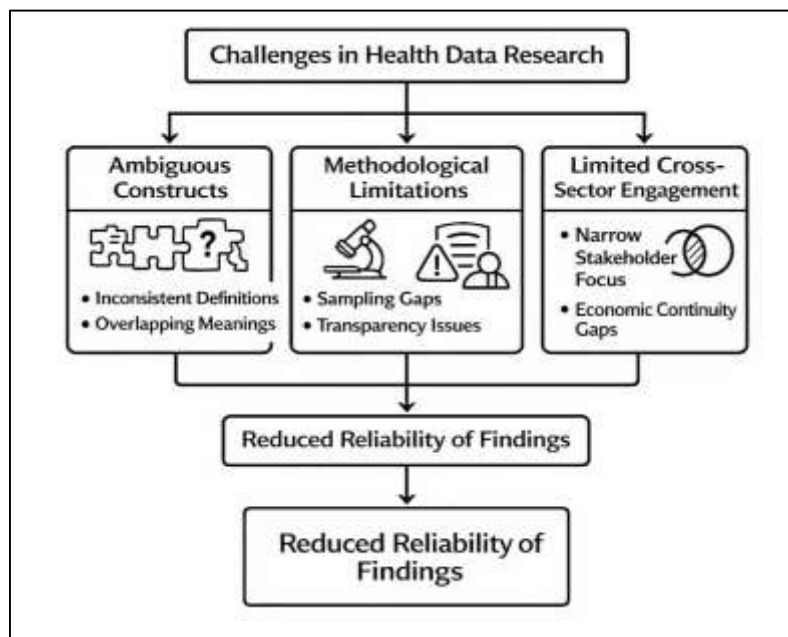 Challenges in Health Data Research
Ambiguous
Constructs
?
• Inconsistent Definitions
• Overlapping Meanings
Methodological
Limitations
!
• Sampling Gaps
• Transparency Issues
Limited Cross-
Sector Engagement
• Narrow
Stakeholder
Focus
• Economic Continuity
Gaps
Reduced Reliability of Findings
Reduced Reliability of
Findings